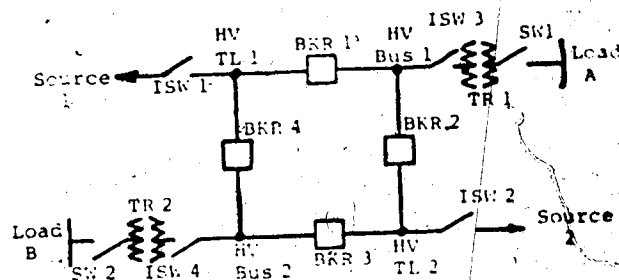 HV
TL 1
BKR 1
HV
Bus 1
ISW 3
SW1
Source
1
ISW 1
TR 1
Load
A
BKR 4
BKR 2
TR 2
ISW 2
Load
B
SW 2
ISW 4
HV
Bus 2
BKR 3
HV
TL 2
Source
2